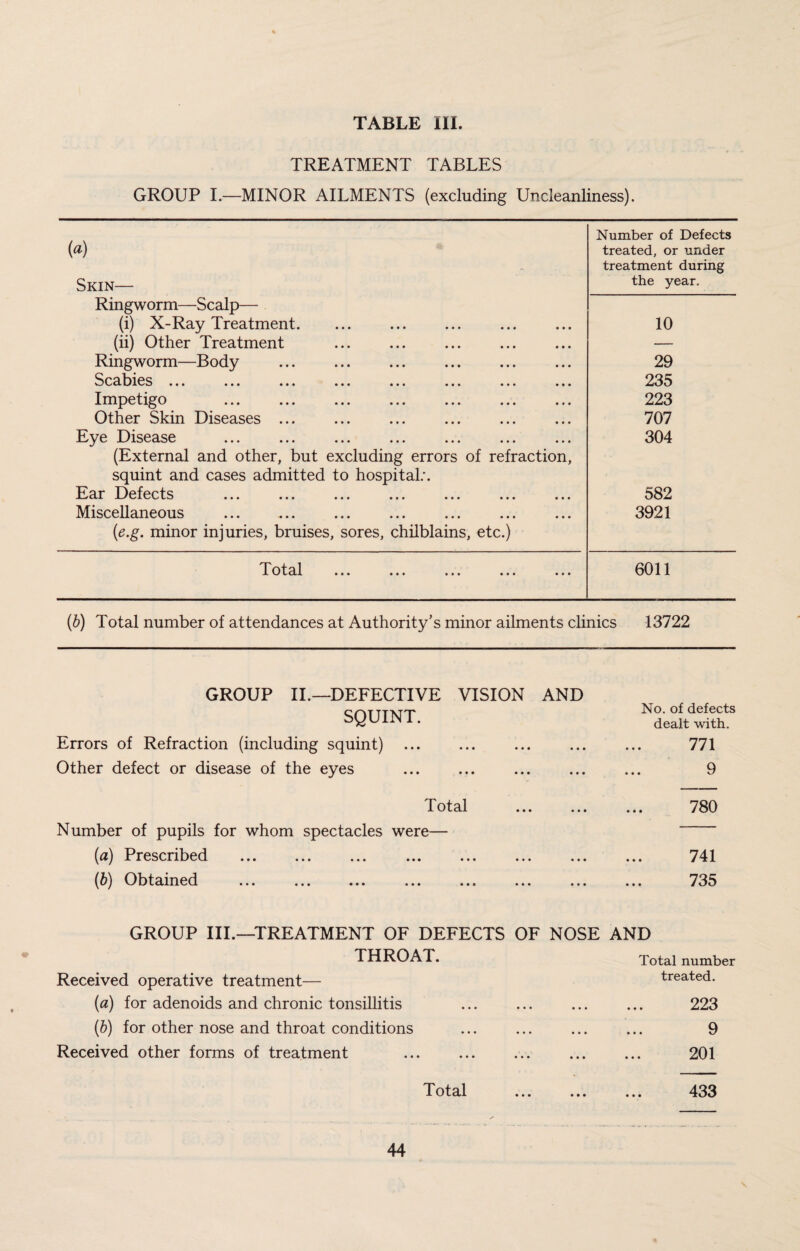 TABLE III.
TREATMENT TABLES
GROUP I.—MINOR AILMENTS (excluding Uncleanliness).
(a)
Number of Defects
treated, or under
treatment during
the year.
SKIN—
Ringworm—Scalp—
(i) X-Ray Treatment. ... ... ... ... ... 10
(ii) Other Treatment ... ... ... ... ... —
Ringworm—Body ... ... ... ... ... ... 29
Scabies ... ... ... ... ... ... ... ... 235
Impetigo ... ... ... ... ... ... ... 223
Other Skin Diseases ... ... ... ... ... ... 707
Eye Disease ... ... ... ... ... ... ... 304
(External and other, but excluding errors of refraction,
squint and cases admitted to hospital.·.
Ear Defects ... ... ... ... ... ... ... 582
Miscellaneous ... ... ... ... ... ... ... 3921
(e.g. minor injuries, bruises, sores, chilblains, etc.)
Total ... ... ... ... ... 6011
(b) Total number of attendances at Authority's minor ailments clinics 13722
GROUP II.—DEFECTIVE VISION AND
SQUINT.
No. of defects
dealt with.
Errors of Refraction (including squint) ... ... ... ... ... 771
Other defect or disease of the eyes ... ... ... ... ... 9
Total ... ... ... 780
Number of pupils for whom spectacles were—
(a) Prescribed ... ... ... ... ... ... ... ... 741
(b) Obtained ... ... ... ... ... ... ... ... 735
GROUP III.—TREATMENT OF DEFECTS OF NOSE AND
THROAT.
Total number
treated.
Received operative treatment—
(a) for adenoids and chronic tonsillitis ... ... ... ... 223
(b) for other nose and throat conditions ... ... ... ... 9
Received other forms of treatment ... ... ... ... ... 201
Total ... ... ... 433
44